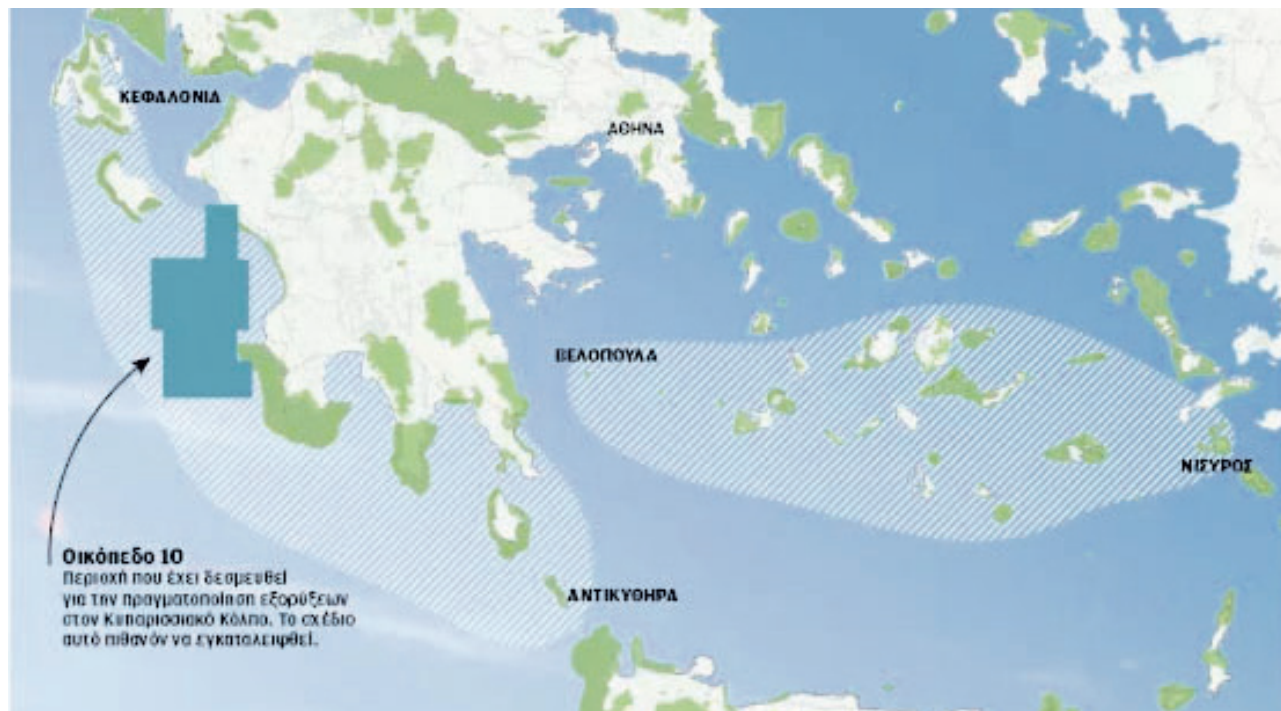 ΚΕΦΑΛΟΝΙΑ
ΑΘΗΝΑ
ΒΕΛΟΠΟΥΛΑ
ΝΙΣΥΡΟΣ
Οικόπεδο 10
Περιοχή που έχει δεσμευθεί
για την πραγματοποίηση εξορύξεων
στον Κυπαρισσιακό Κόλπο. Το σχέδιο
αυτό πιθανόν να εγκαταλειφθεί.
ΑΝΤΙΚΥΘΗΡΑ